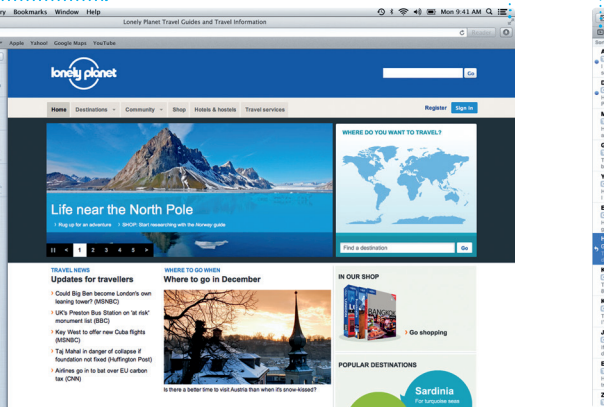 ry Bookmarks Window Help
Mon 9:41 AM
Lonely Planet Travel Guides and Travel Information
Apple Yahoo! Google Maps YouTube
Reader
lonely planet
Go
Home Destinations Community Shop Hotels & hostels Travel services
Register Sign in
WHERE DO YOU WANT TO TRAVEL?
Life near the North Pole
› Rug up for an adventure › SHOP: Start researching with the Norway guide
II < 1 2 3 4 5 >
Find a destination Go
TRAVEL NEWS
Updates for travellers
› Could Big Ben become London's own
leaning tower? (MSNBC)
› UK's Preston Bus Station on 'at risk'
monument list (BBC)
› Key West to offer new Cuba flights
(MSNBC)
› Taj Mahal in danger of collapse if
foundation not fixed (Huffington Post)
› Airlines go in to bat over EU carbon
tax (CNN)
WHERE TO GO WHEN
Where to go in December
Is there a better time to visit Austria than when it's snow-kissed?
IN OUR SHOP
BANGKOK
› Go shopping
POPULAR DESTINATIONS
Sardinia
For turquoise seas